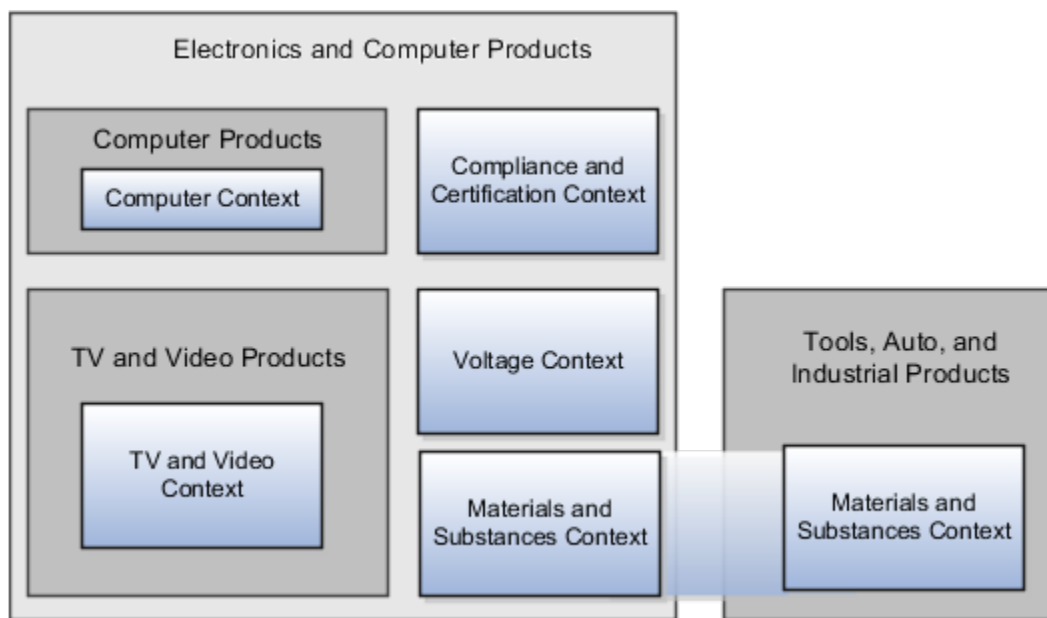 Electronics and Computer Products
Computer Products
Computer Context
Compliance and
Certification Context
TV and Video Products
TV and Video
Context
Voltage Context
Materials and
Substances Context
Tools, Auto, and
Industrial Products
Materials and
Substances Context